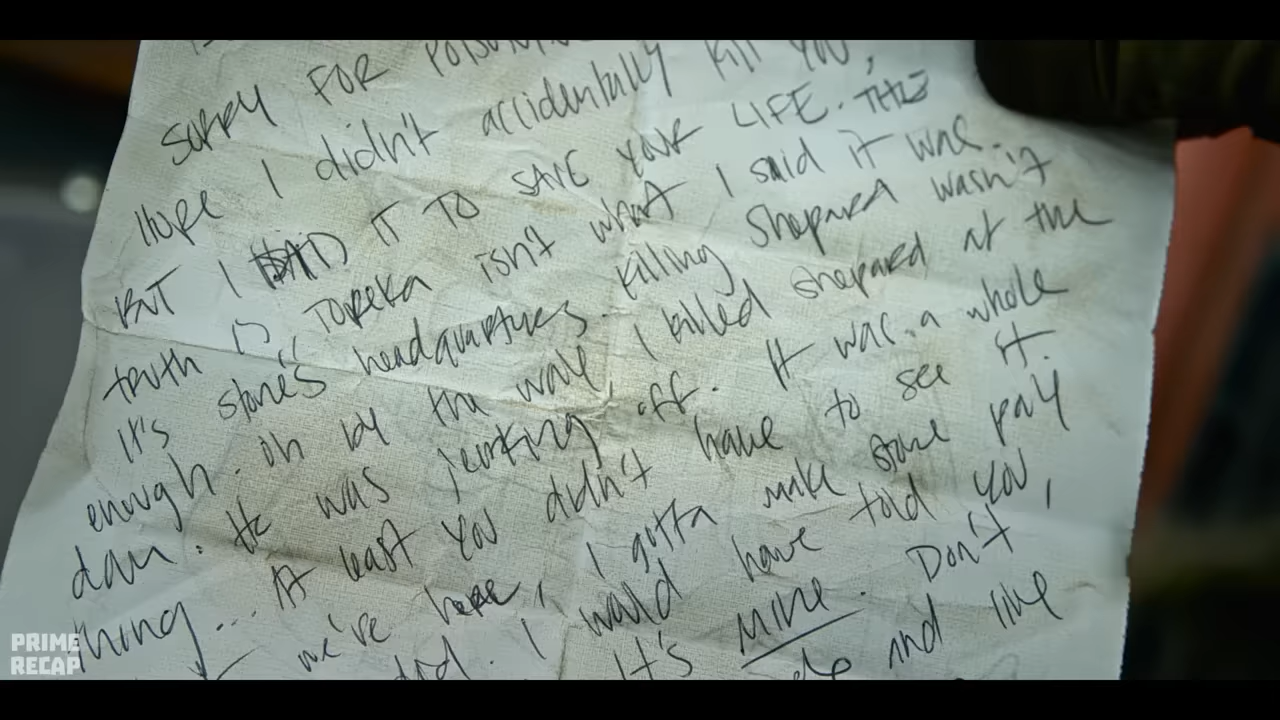 SORRY FOR
Hope I didn't accidentally kill you,
BUT I HAD IT TO SAVE YOUR LIFE. THE
truth is Topeka isn't what I said it was.
It's stone's headquarters. Killing Shepard wasn't
enough. Oh by the way, I killed Shepard at the
dam. He was jerking off. It was a whole
thing... At least you didn't have to see it.
we've here, I gotta make stone pay
I would have told you,
It's MINE. Don't
and live
PRIME
RECAP